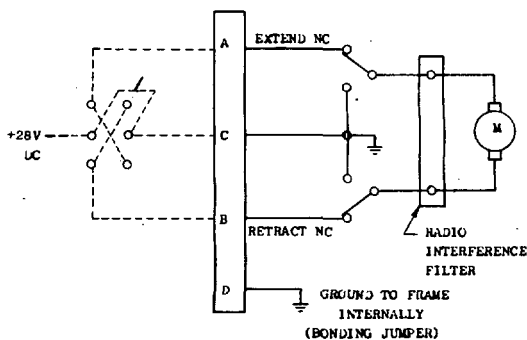 A
EXTEND NC
+28V
DC
C
M
B
RETRACT NC
RADIO
INTERFERENCE
FILTER
D
GROUND TO FRAME
INTERNALLY
(BONDING JUMPER)